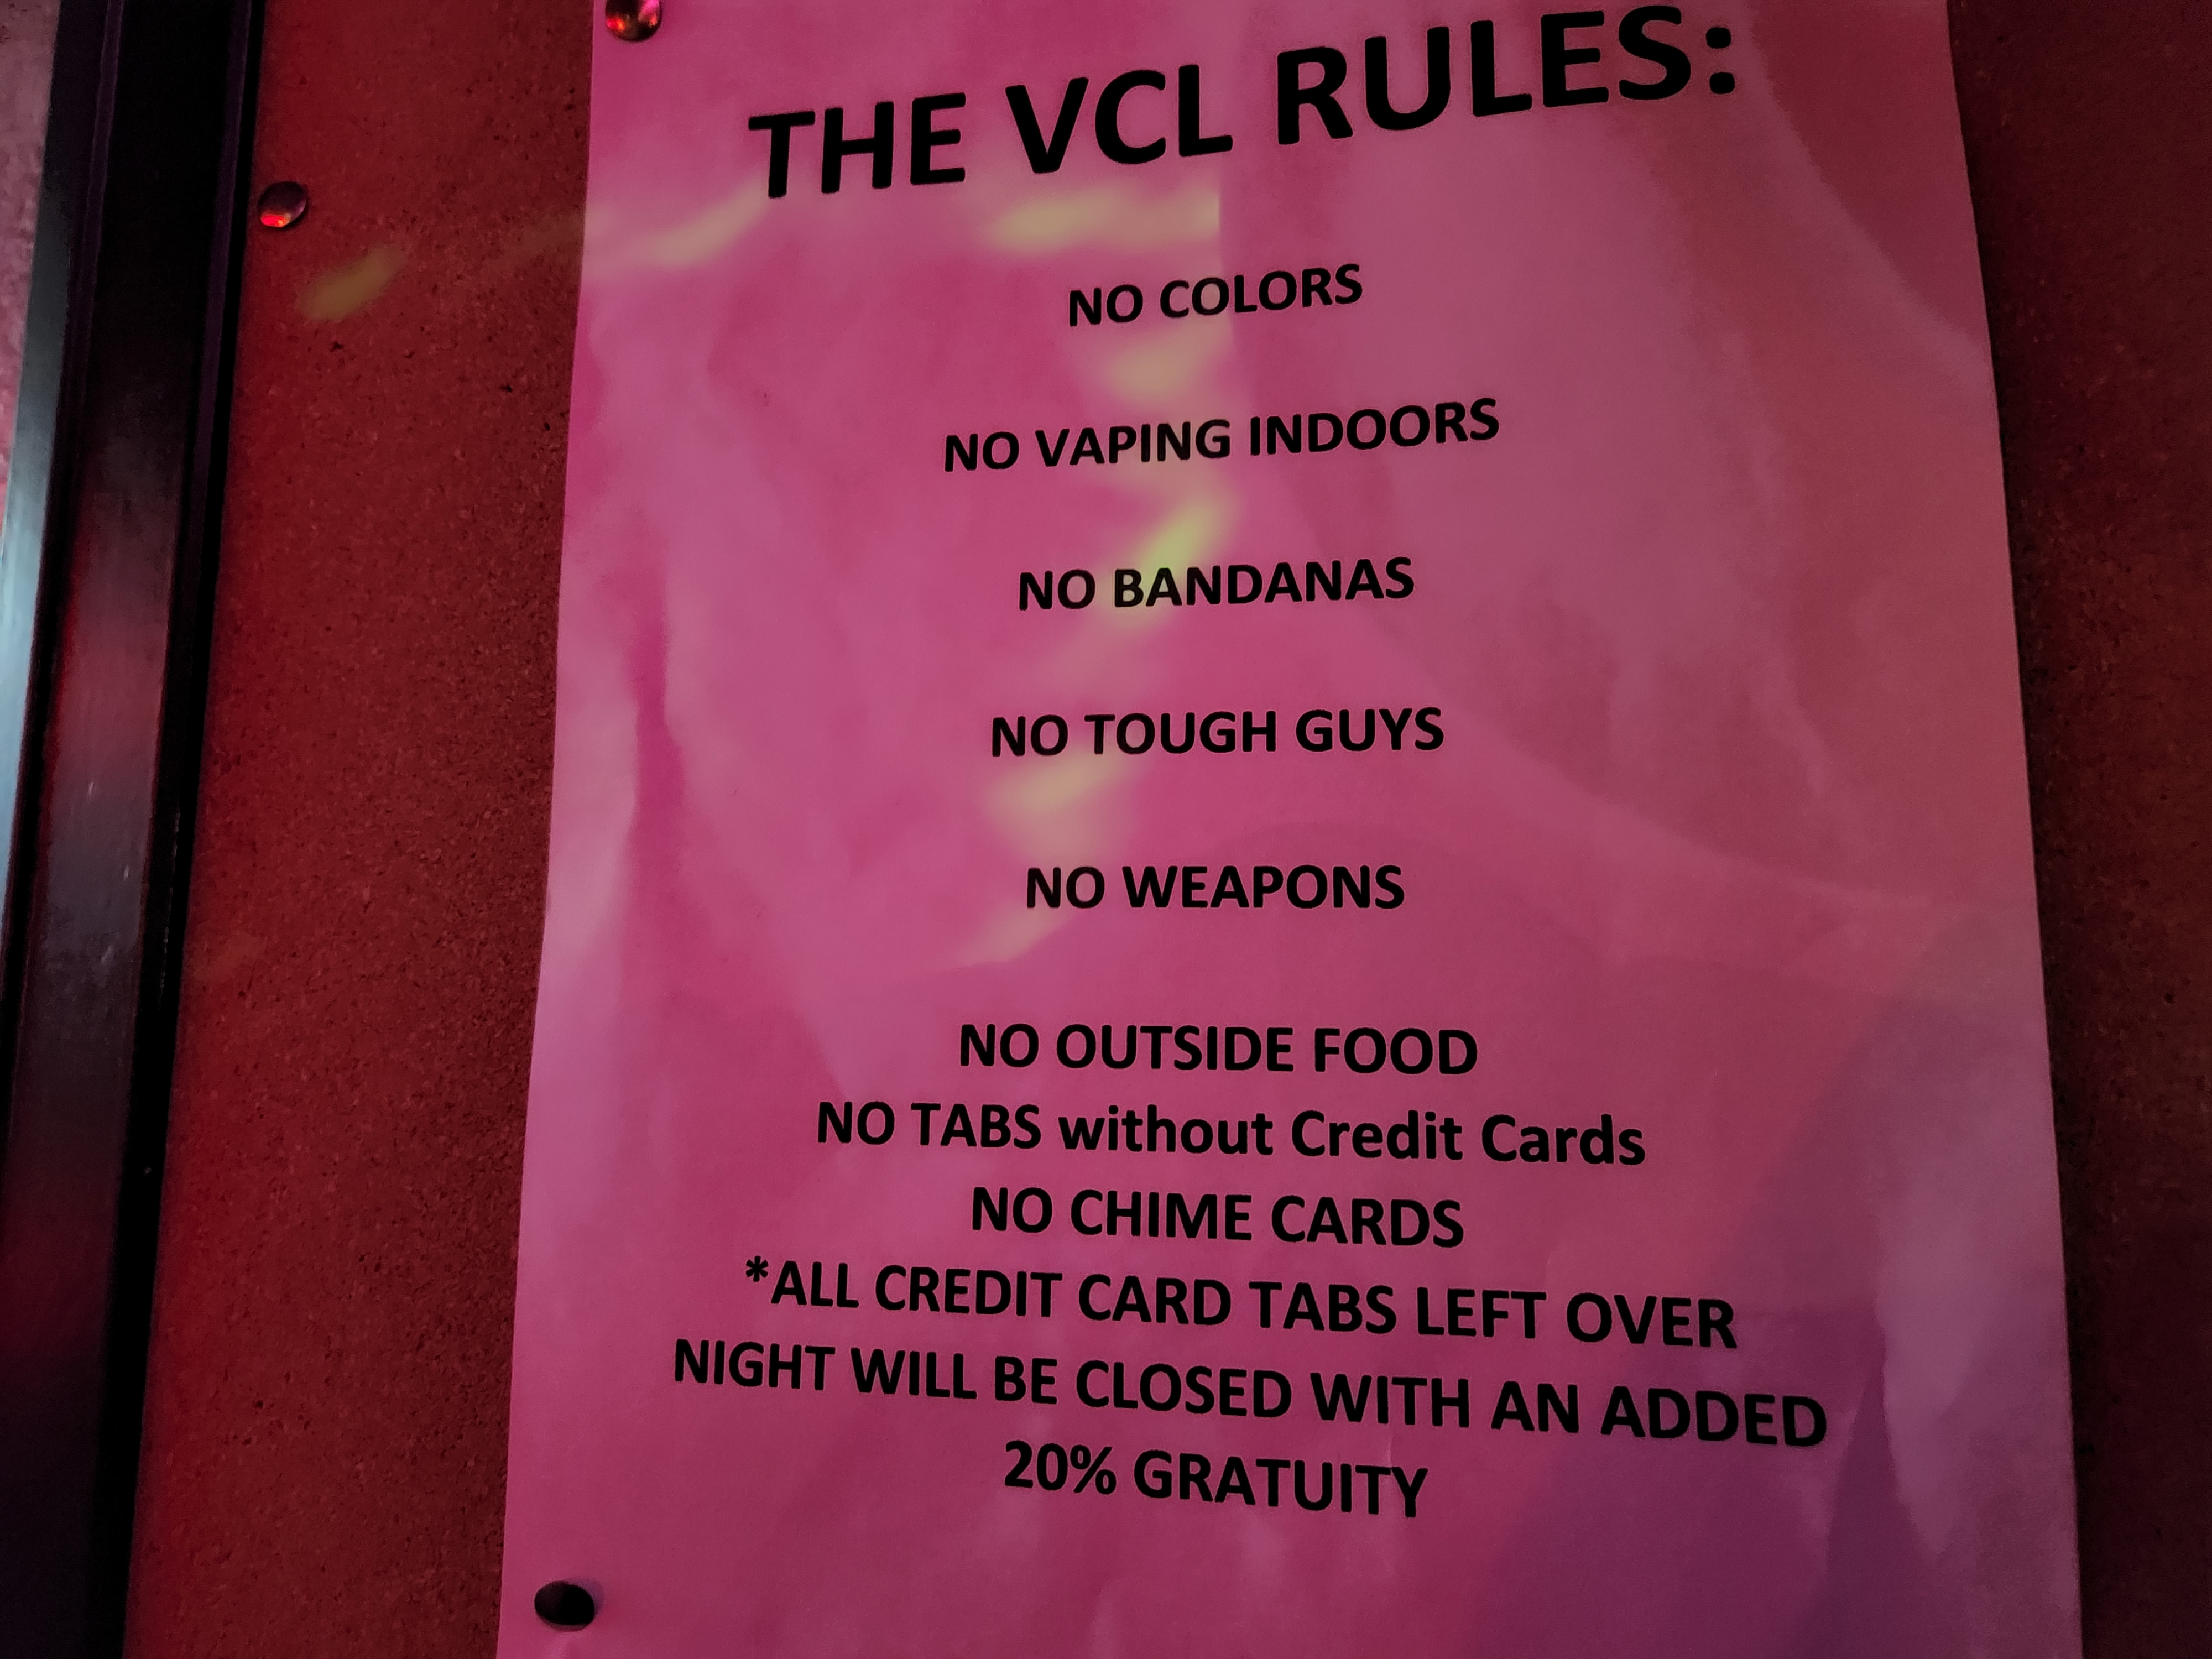 THE VCL RULES:
NO COLORS
NO VAPING INDOORS
NO BANDANAS
NO TOUGH GUYS
NO WEAPONS
NO OUTSIDE FOOD
NO TABS without Credit Cards
NO CHIME CARDS
*ALL CREDIT CARD TABS LEFT OVER
NIGHT WILL BE CLOSED WITH AN ADDED
20% GRATUITY